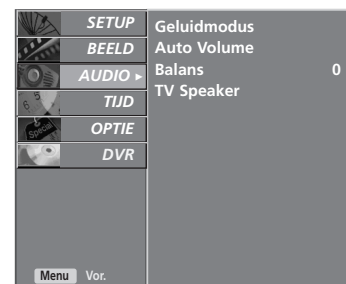 SETUP
BEELD
AUDIO ▸
TIJD
OPTIE
DVR
Geluidmodus
Auto Volume
Balans 0
TV Speaker
Menu Vor.